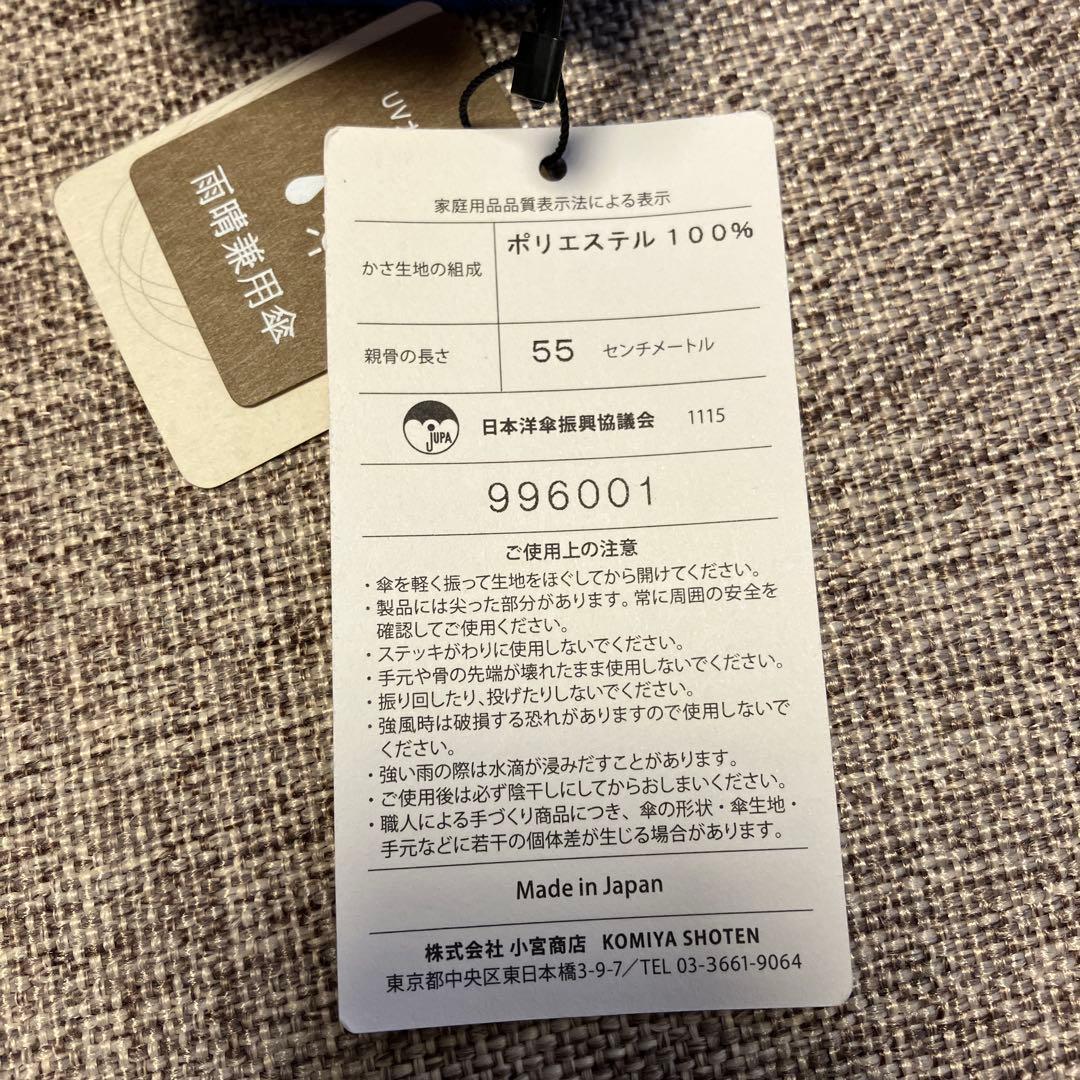 家庭用品品質表示法による表示
かさ生地の組成
ポリエステル 100%
親骨の長さ
55 センチメートル
JUPA 日本洋傘振興協議会 1115
996001
ご使用上の注意
・傘を軽く振って生地をほぐしてから開けてください。
・製品には尖った部分があります。常に周囲の安全を
確認してご使用ください。
・ステッキがわりに使用しないでください。
・手元や骨の先端が壊れたまま使用しないでください。
・振り回したり、投げたりしないでください。
・強風時は破損する恐れがありますので使用しないで
ください。
・強い雨の際は水滴が浸みだすことがあります。
・ご使用後は必ず陰干しにしてからおしまいください。
・職人による手づくり商品につき、傘の形状・傘生地・
手元などに若干の個体差が生じる場合があります。
Made in Japan
株式会社 小宮商店 KOMIYA SHOTEN
東京都中央区東日本橋3-9-7／TEL 03-3661-9064
雨晴兼用傘
UV